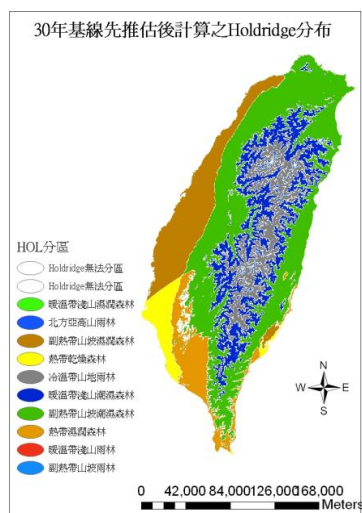 30年基線先推估後計算之Holdridge分布
HOL分區
Holdridge無法分區
Holdridge無法分區
暖溫帶淺山濕潤森林
北方亞高山雨林
副熱帶山坡濕潤森林
熱帶乾燥森林
冷溫帶山地雨林
暖溫帶淺山潮濕森林
副熱帶山坡潮濕森林
熱帶濕潤森林
暖溫帶淺山雨林
副熱帶山坡雨林
N
W E
S
0 42,000 84,000 126,000 168,000
Meters